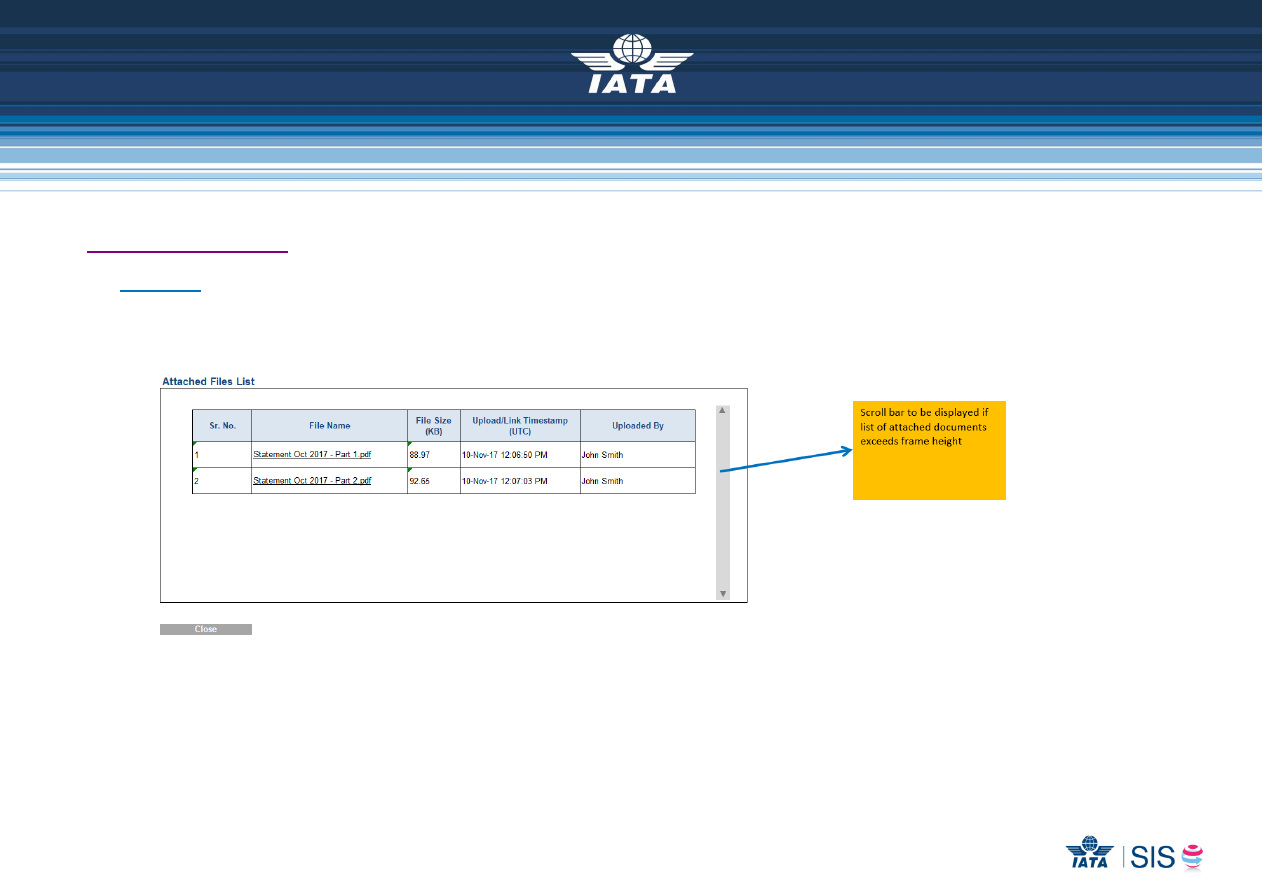 IATA
Attached Files List
Sr. No. File Name File Size (KB) Upload/Link Timestamp (UTC) Uploaded By
1 Statement Oct 2017 - Part 1.pdf 88.97 10-Nov-17 12:06:50 PM John Smith
2 Statement Oct 2017 - Part 2.pdf 92.65 10-Nov-17 12:07:03 PM John Smith
Scroll bar to be displayed if
list of attached documents
exceeds frame height
Close
IATA SIS